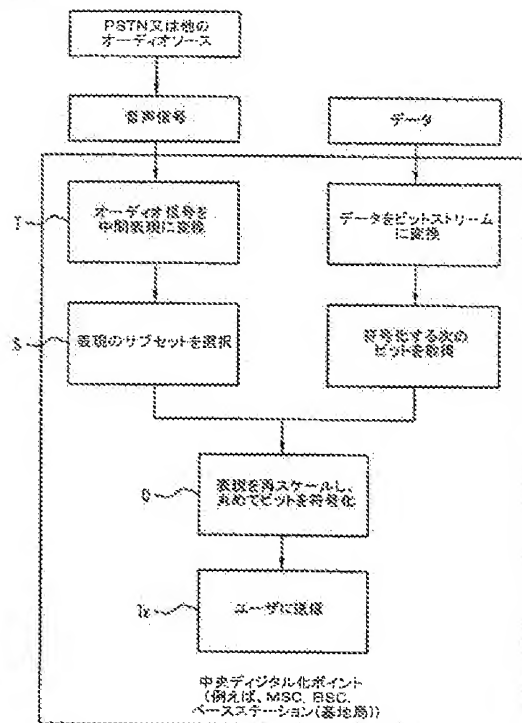 PSTN又は他の
オーディオソース
音声信号
データ
オーディオ信号を
中間表現に変換
データをビットストリーム
に変換
T
表現のサブセットを選択
符号化する次の
ビットを取得
S
表現を再スケールし、
丸めてビットを符号化
D
ユーザに送信
Tx
中央ディジタル化ポイント
(例えば、MSC, BSC,
ベースステーション(基地局))